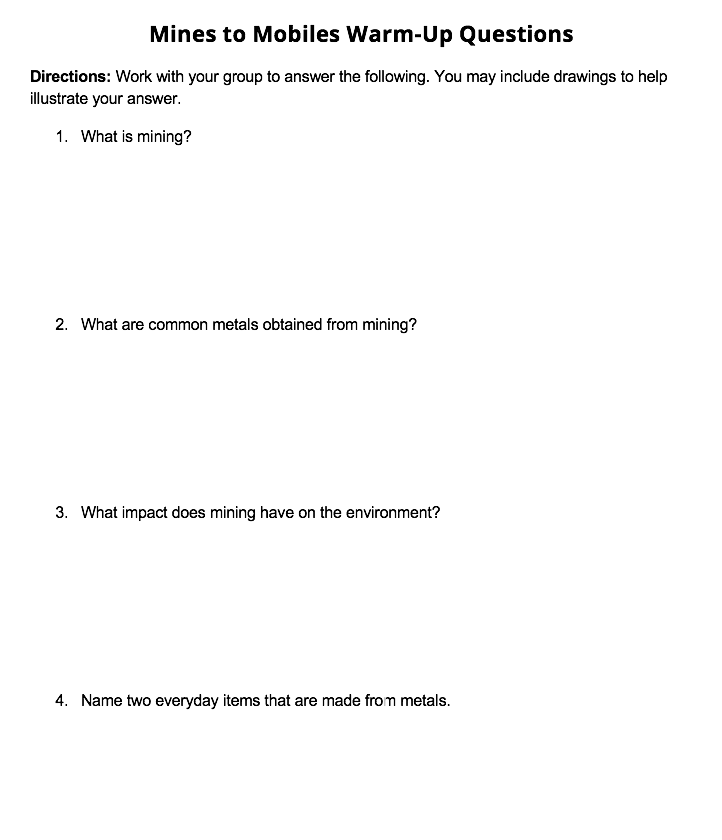 Mines to Mobiles Warm-Up Questions
Directions: Work with your group to answer the following. You may include drawings to help
illustrate your answer.
1. What is mining?
2. What are common metals obtained from mining?
3. What impact does mining have on the environment?
4. Name two everyday items that are made from metals.